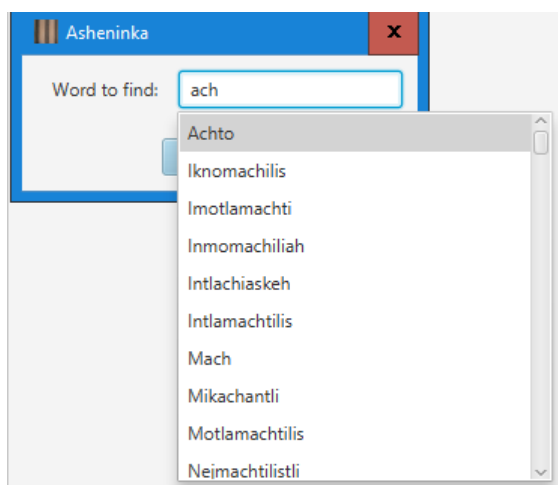 Asheninka
x
Word to find: ach
Achto
Iknomachilis
Imotlamachti
Inmomachiliah
Intlachiaskeh
Intlamachtilis
Mach
Mikachantli
Motlamachtilis
Nejmachtilistli